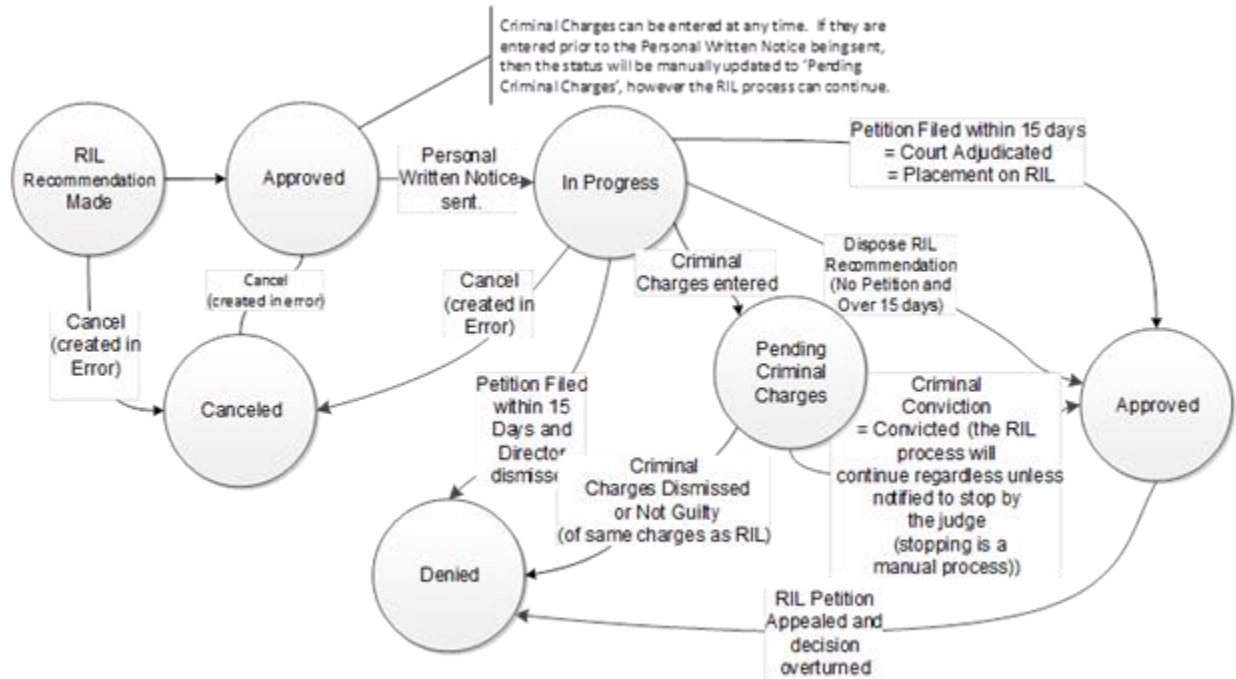 Criminal Charges can be entered at any time. If they are
entered prior to the Personal Written Notice being sent,
then the status will be manually updated to 'Pending
Criminal Charges', however the RIL process can continue.
RIL
Recommendation
Made
Approved
Personal
Written Notice
sent.
In Progress
Petition Filed within 15 days
= Court Adjudicated
= Placement on RIL
Dispose RIL
Recommendation
(No Petition and
Over 15 days)
Criminal
Charges entered
Cancel
(created in
Error)
Cancel
(created in error)
Cancel
(created in
Error)
Canceled
Pending
Criminal
Charges
Approved
Petition Filed
within 15
Days and
Director
dismisse
Criminal
Conviction
= Convicted (the RIL
process will
continue regardless unless
notified to stop by
the judge
(stopping is a
manual process))
Criminal
Charges Dismissed
or Not Guilty
(of same charges as RIL)
Denied
RIL Petition
Appealed and
decision
overturned